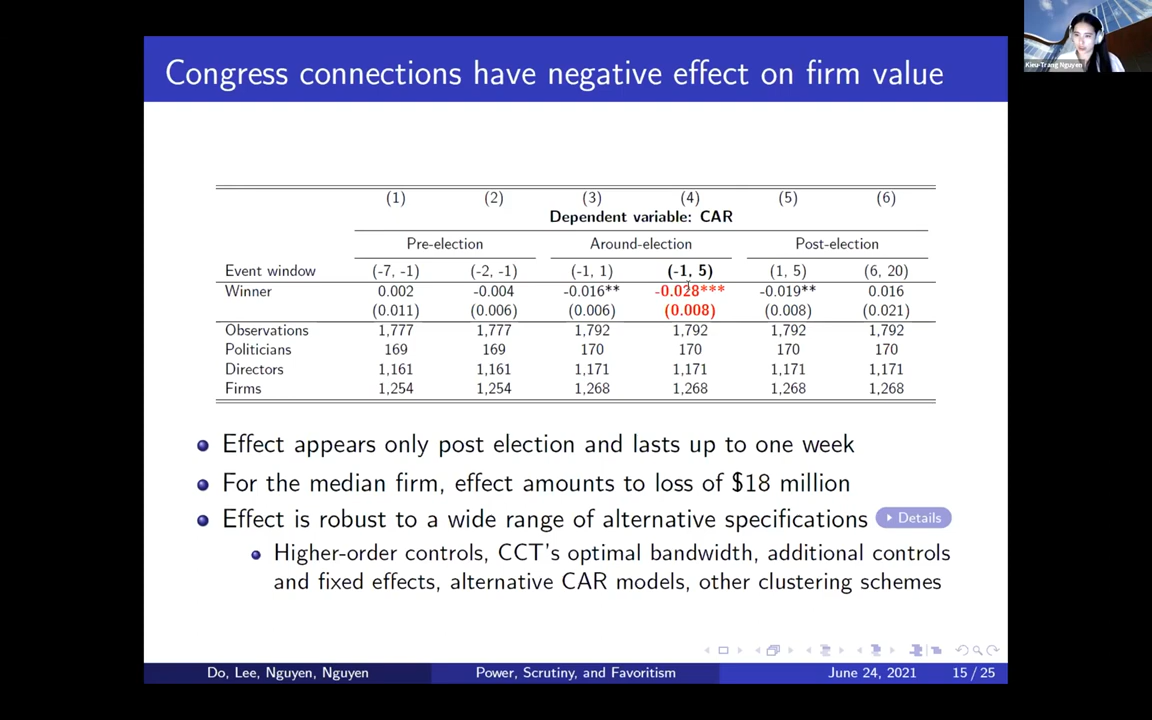 Congress connections have negative effect on firm value
Kieu-Trang Nguyen
(1) (2) (3) (4) (5) (6)
Dependent variable: CAR
Pre-election Around-election Post-election
Event window (-7, -1) (-2, -1) (-1, 1) (-1, 5) (1, 5) (6, 20)
Winner 0.002 -0.004 -0.016** -0.028*** -0.019** 0.016
(0.011) (0.006) (0.006) (0.008) (0.008) (0.021)
Observations 1,777 1,777 1,792 1,792 1,792 1,792
Politicians 169 169 170 170 170 170
Directors 1,161 1,161 1,171 1,171 1,171 1,171
Firms 1,254 1,254 1,268 1,268 1,268 1,268
Effect appears only post election and lasts up to one week
For the median firm, effect amounts to loss of $18 million
Effect is robust to a wide range of alternative specifications Details
Higher-order controls, CCT's optimal bandwidth, additional controls
and fixed effects, alternative CAR models, other clustering schemes
Do, Lee, Nguyen, Nguyen Power, Scrutiny, and Favoritism June 24, 2021 15 / 25